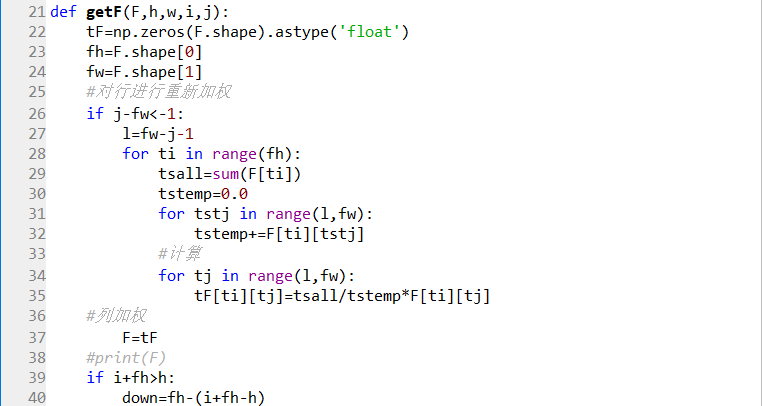 21 def getF(F,h,w,i,j):
22     tF=np.zeros(F.shape).astype('float')
23     fh=F.shape[0]
24     fw=F.shape[1]
25     #对行进行重新加权
26     if j-fw<-1:
27         l=fw-j-1
28         for ti in range(fh):
29             tsall=sum(F[ti])
30             tstemp=0.0
31             for tstj in range(l,fw):
32                 tstemp+=F[ti][tstj]
33             #计算
34             for tj in range(l,fw):
35                 tF[ti][tj]=tsall/tstemp*F[ti][tj]
36     #列加权
37         F=tF
38     #print(F)
39     if i+fh>h:
40         down=fh-(i+fh-h)